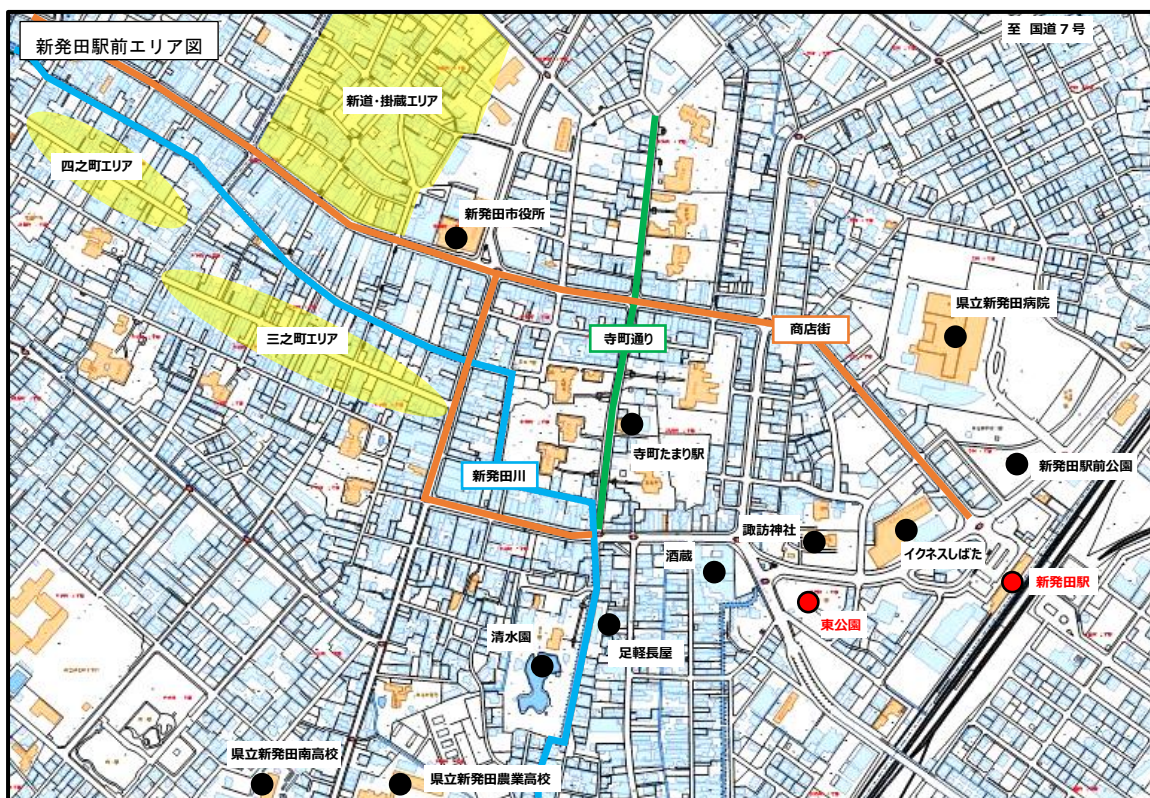 新発田駅前エリア図
至 国道7号
新道・掛蔵エリア
四之町エリア
新発田市役所
県立新発田病院
三之町エリア
寺町通り
商店街
寺町たまり駅
新発田川
新発田駅前公園
諏訪神社
イクネスしばた
酒蔵
新発田駅
東公園
清水園
足軽長屋
県立新発田南高校
県立新発田農業高校